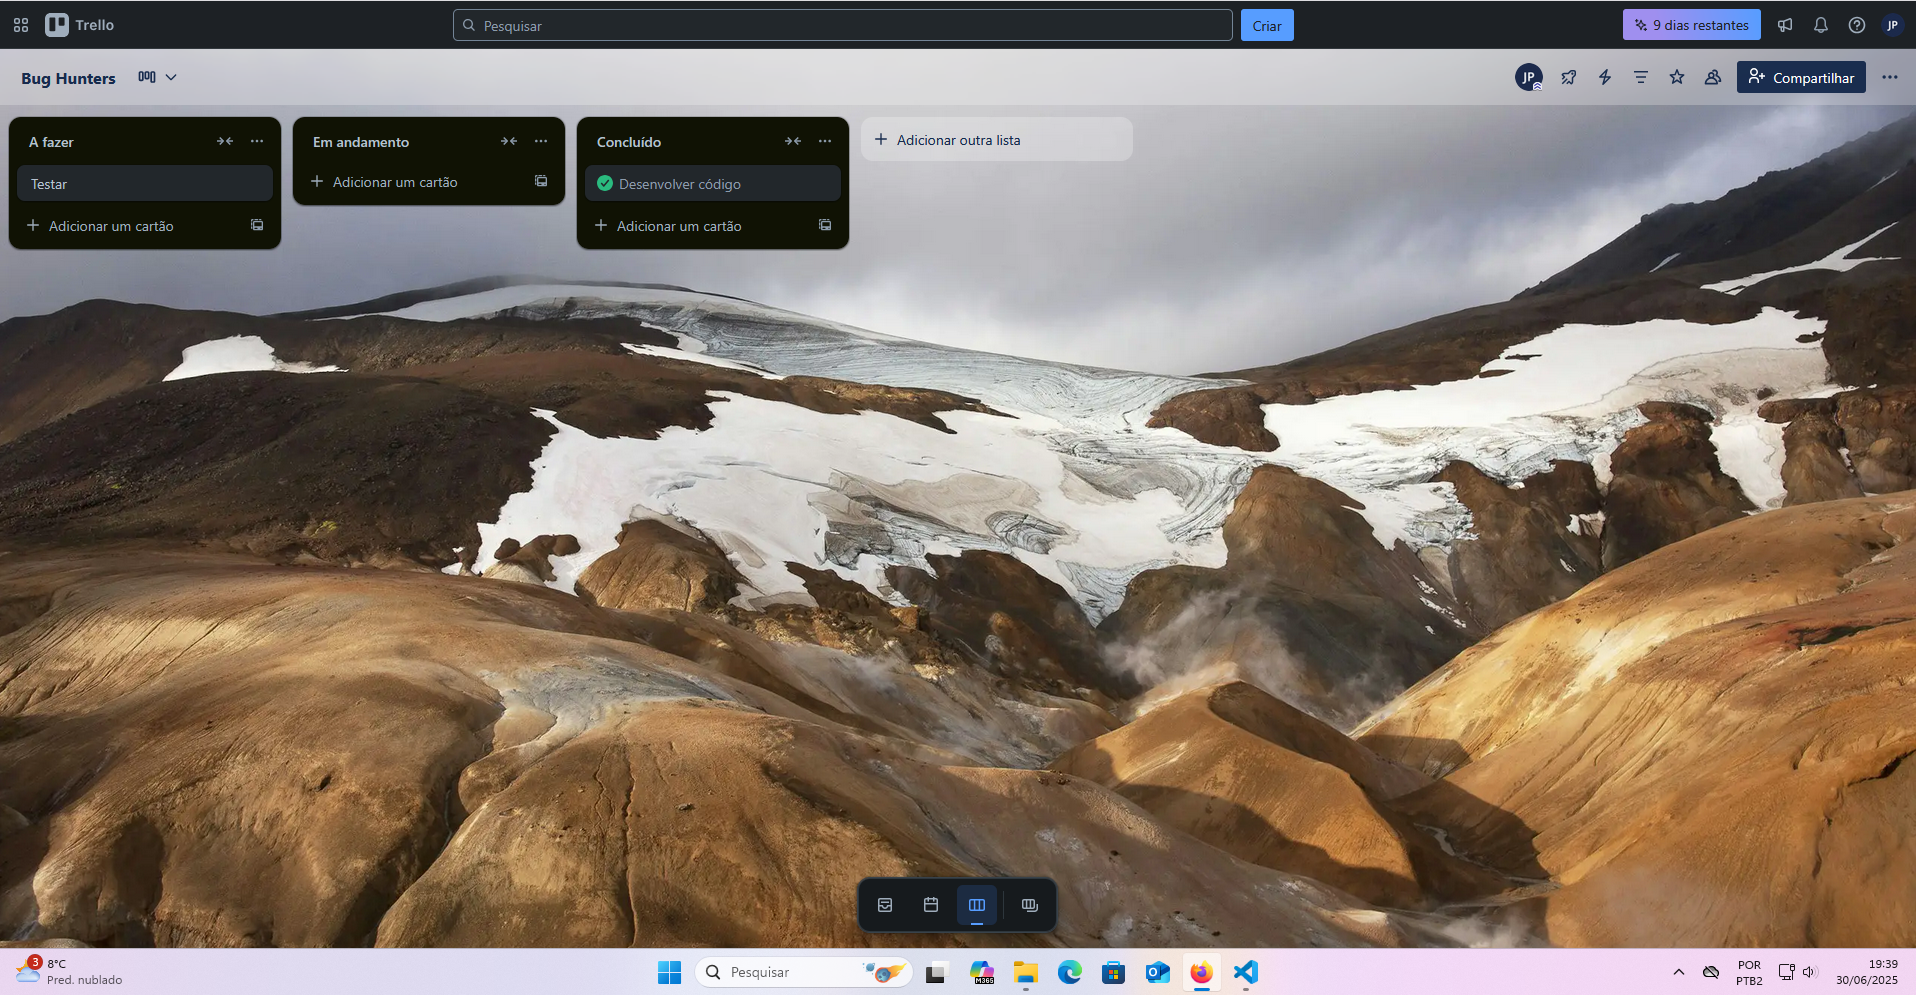 Trello
Pesquisar
Criar
9 dias restantes
JP
Bug Hunters
JP
Compartilhar
A fazer
Testar
Adicionar um cartão
Em andamento
Adicionar um cartão
Concluído
Desenvolver código
Adicionar um cartão
Adicionar outra lista
3
8°C
Pred. nublado
Pesquisar
M365
POR
PTB2
19:39
30/06/2025